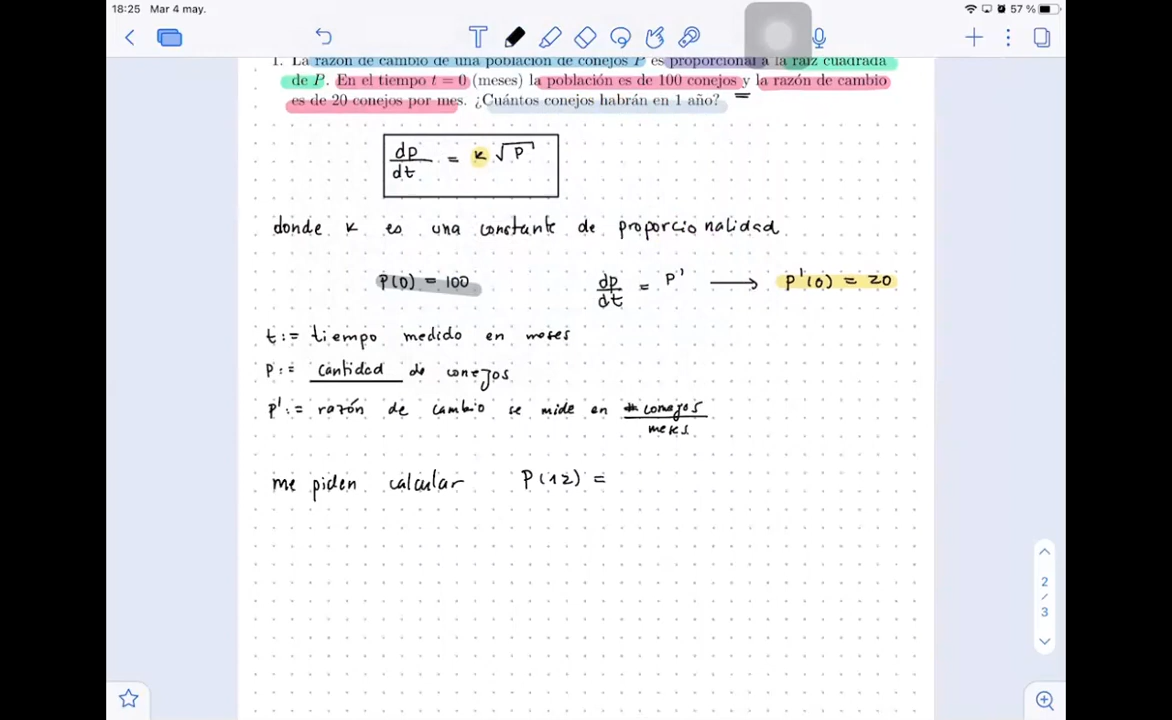 18:25 Mar 4 may. 57 %
1. La razón de cambio de una población de conejos P es proporcional a la raíz cuadrada
de P. En el tiempo t = 0 (meses) la población es de 100 conejos y la razón de cambio
es de 20 conejos por mes. ¿Cuántos conejos habrán en 1 año?
dp/dt = k √P
donde k es una constante de proporcionalidad
P(0) = 100 dp/dt = P' → P'(0) = 20
t := tiempo medido en meses
P := cantidad de conejos
P' := razón de cambio se mide en # conejos/meses
me piden calcular P(12) =
2
/
3